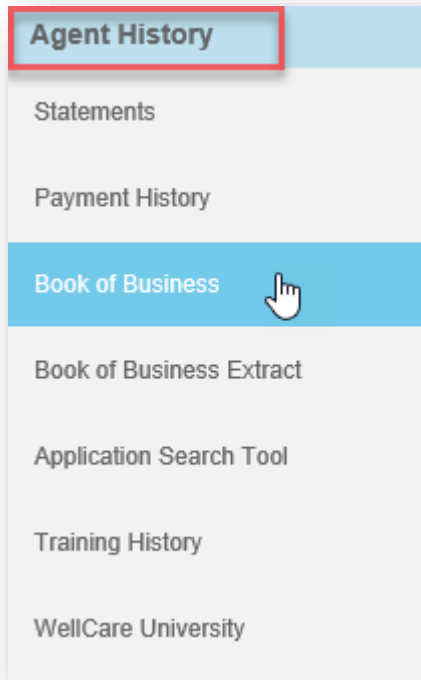 Agent History
Statements
Payment History
Book of Business
Book of Business Extract
Application Search Tool
Training History
WellCare University